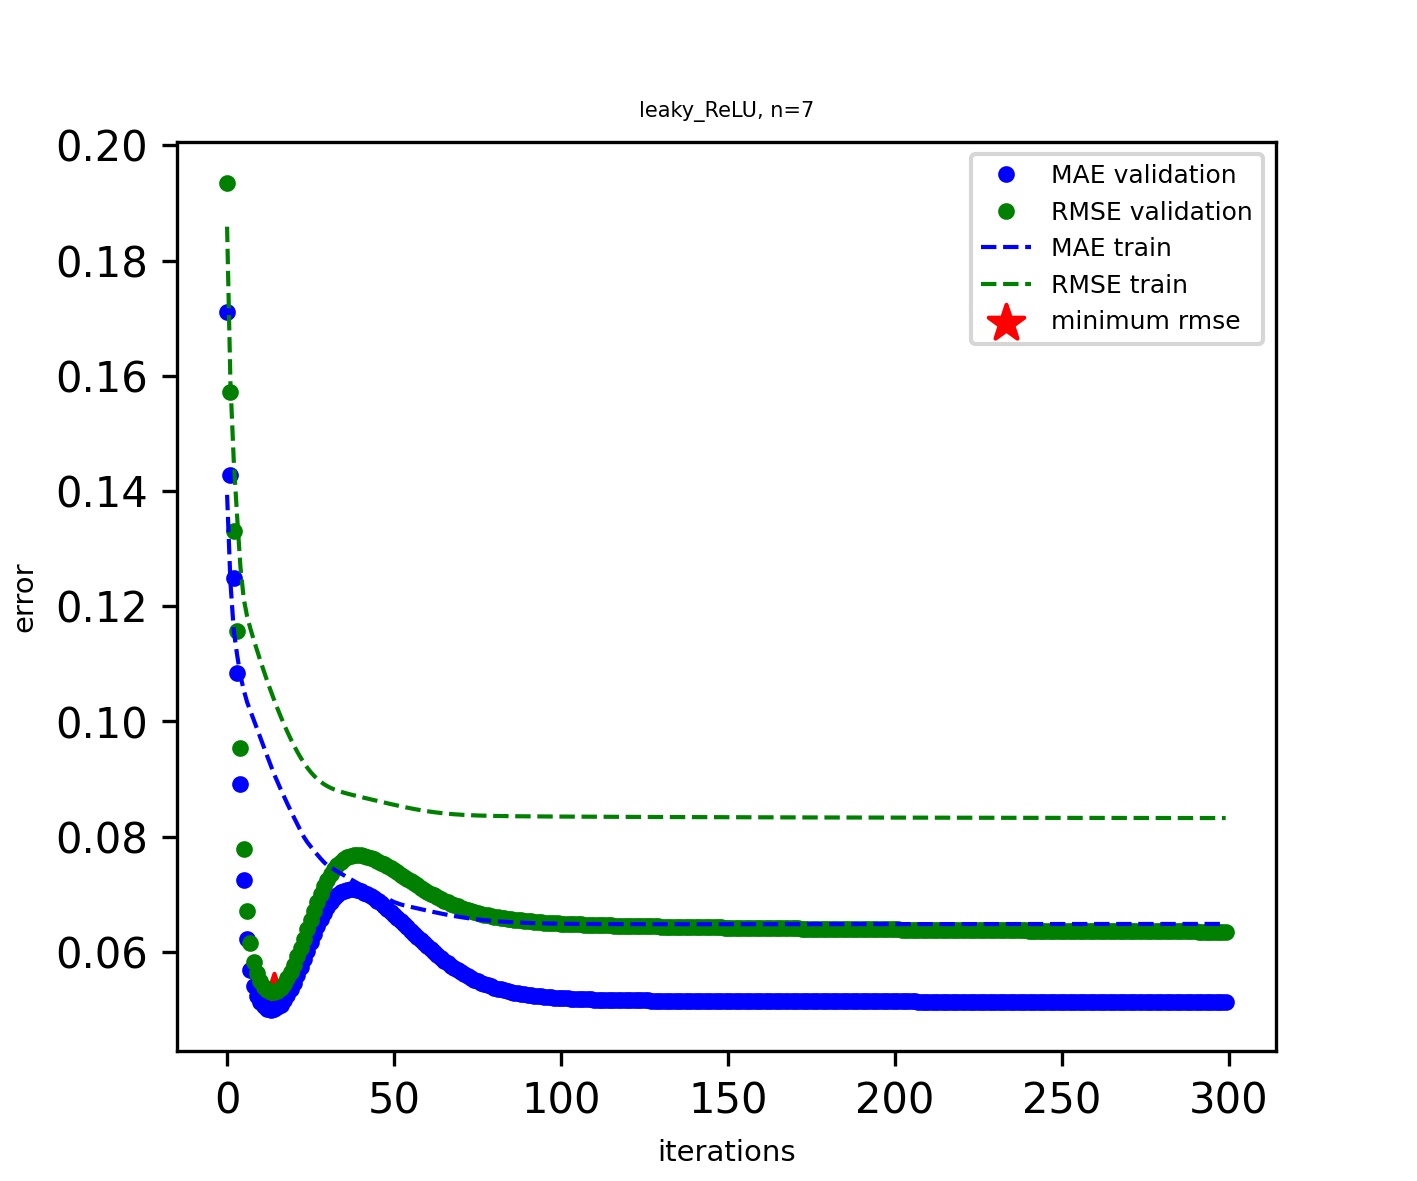 leaky_ReLU, n=7
0.20
0.18
0.16
0.14
0.12
0.10
0.08
0.06
error
MAE validation
RMSE validation
MAE train
RMSE train
minimum rmse
0 50 100 150 200 250 300
iterations